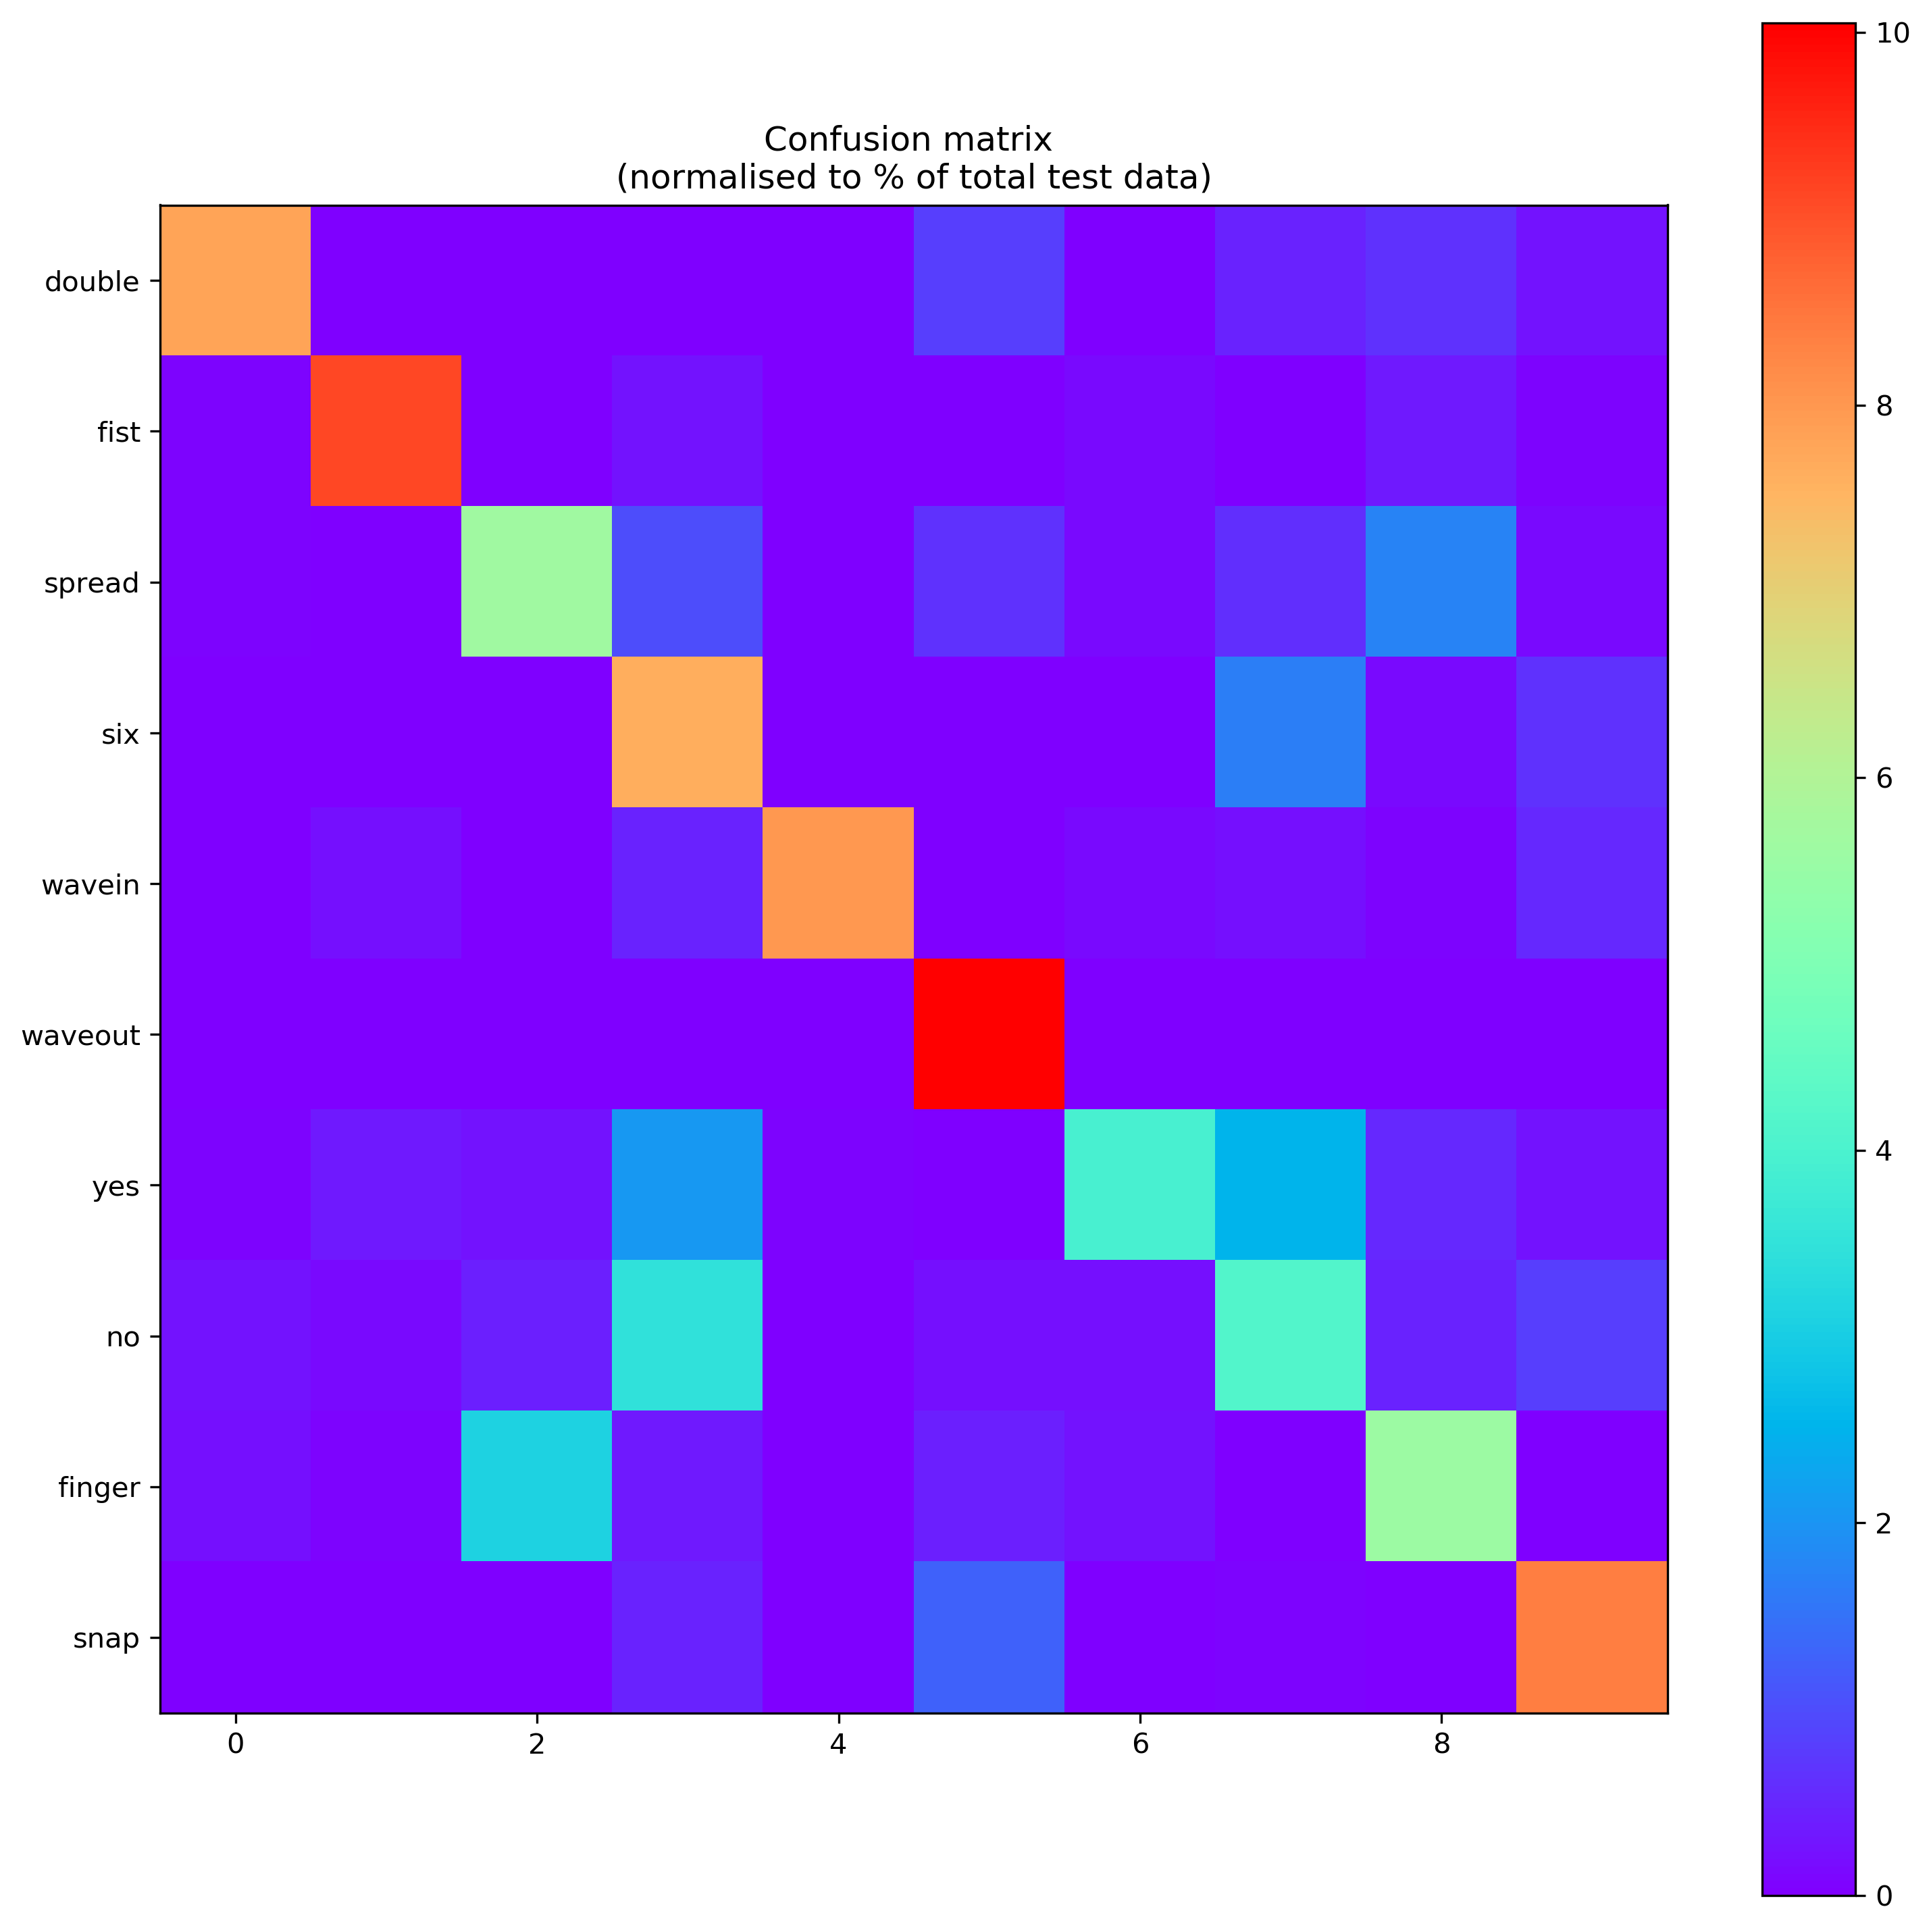 Confusion matrix
(normalised to % of total test data)
double
fist
spread
six
wavein
waveout
yes
no
finger
snap
0 2 4 6 8
10
8
6
4
2
0